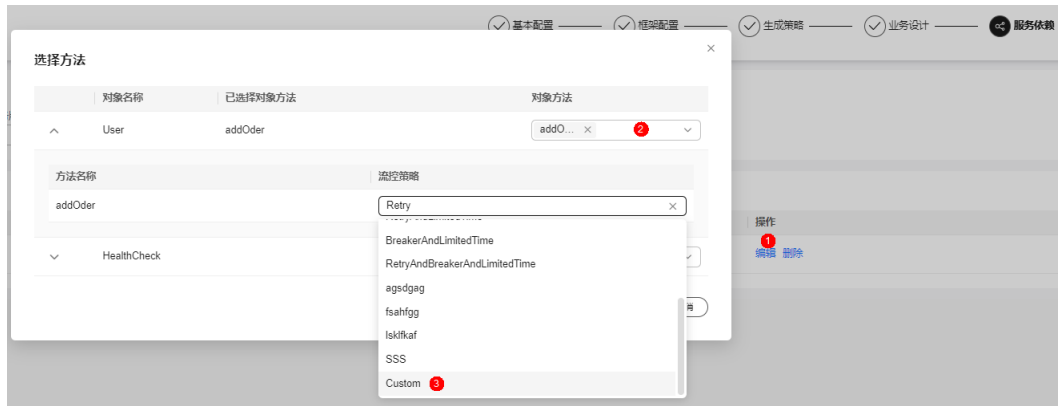 基本配置 框架配置 生成策略 业务设计 服务依赖
选择方法
对象名称 已选择对象方法 对象方法
User addOder addO... × 2
方法名称 流控策略
addOder Retry
操作
BreakerAndLimitedTime
1
HealthCheck RetryAndBreakerAndLimitedTime 编辑 删除
agsdgag
fsahfgg
lsklfkaf
SSS
Custom 3